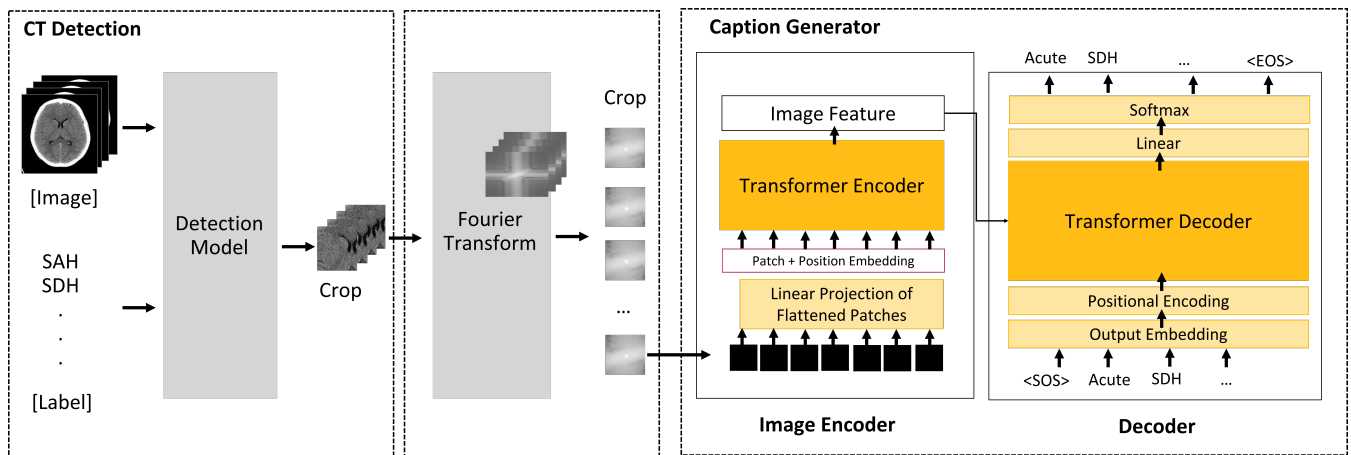 CT Detection
[Image]
SAH
SDH
.
.
.
[Label]
Detection
Model
Crop
Fourier
Transform
Crop
...
Caption Generator
Image Feature
Transformer Encoder
Patch + Position Embedding
Linear Projection of
Flattened Patches
Image Encoder
Acute SDH ... <EOS>
Softmax
Linear
Transformer Decoder
Positional Encoding
Output Embedding
<SOS> Acute SDH ...
Decoder